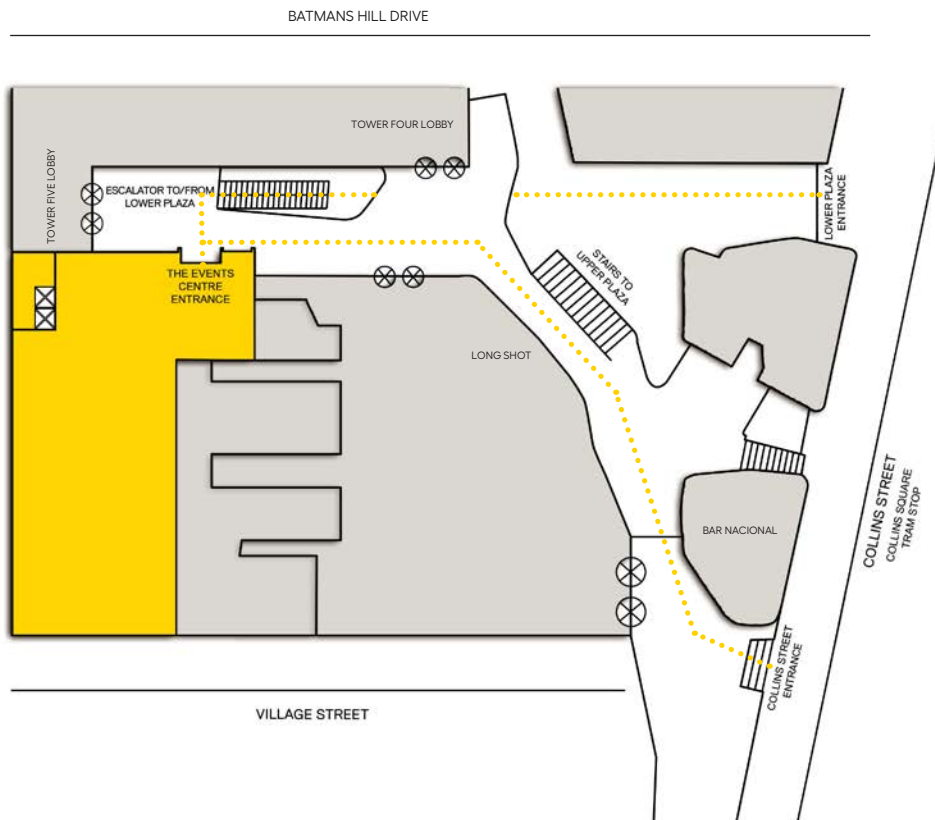 BATMANS HILL DRIVE
TOWER FOUR LOBBY
TOWER FIVE LOBBY
ESCALATOR TO/FROM
LOWER PLAZA
LOWER PLAZA
ENTRANCE
THE EVENTS
CENTRE
ENTRANCE
STAIRS TO
UPPER PLAZA
LONG SHOT
BAR NACIONAL
COLLINS STREET
COLLINS SQUARE
TRAM STOP
COLLINS STREET
ENTRANCE
VILLAGE STREET